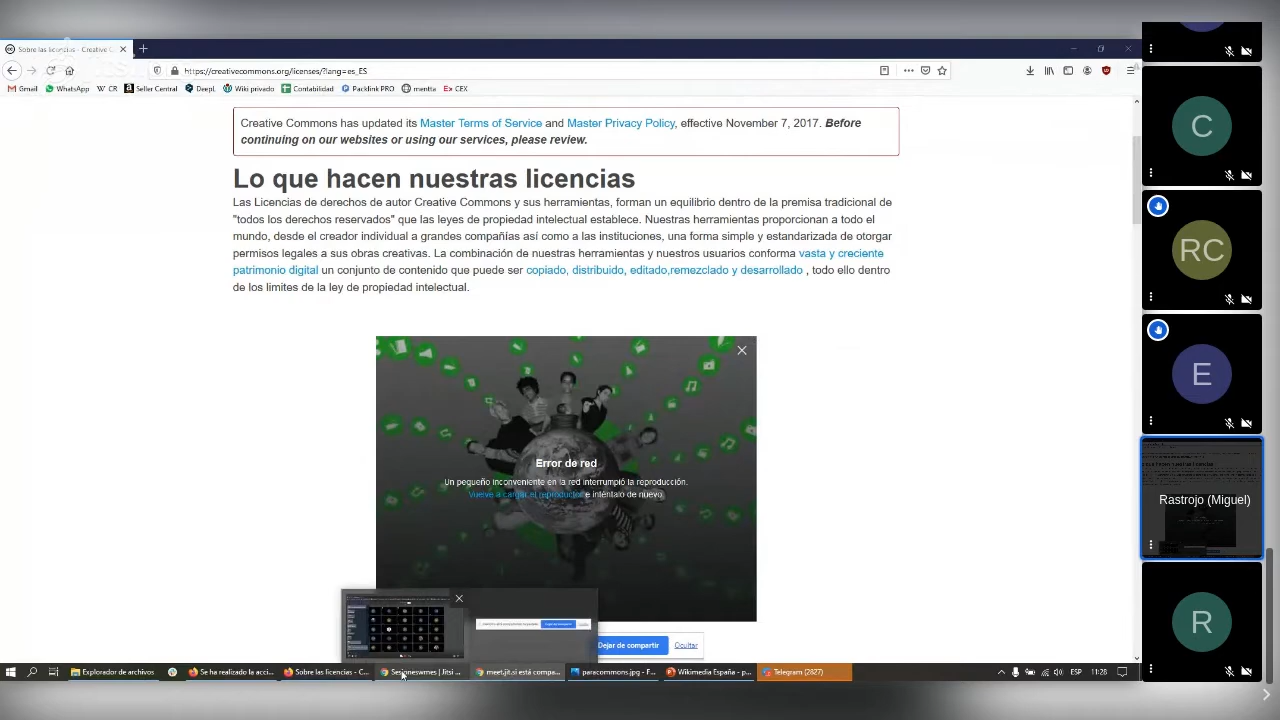 Sobre las licencias - Creative C
https://creativecommons.org/licenses/?lang=es_ES
Gmail WhatsApp CR Seller Central DeepL Wiki privado Contabilidad Packlink PRO mentta CEX
Creative Commons has updated its Master Terms of Service and Master Privacy Policy, effective November 7, 2017. Before
continuing on our websites or using our services, please review.
Lo que hacen nuestras licencias
Las Licencias de derechos de autor Creative Commons y sus herramientas, forman un equilibrio dentro de la premisa tradicional de
"todos los derechos reservados" que las leyes de propiedad intelectual establece. Nuestras herramientas proporcionan a todo el
mundo, desde el creador individual a grandes compañías así como a las instituciones, una forma simple y estandarizada de otorgar
permisos legales a sus obras creativas. La combinación de nuestras herramientas y nuestros usuarios conforma vasta y creciente
patrimonio digital un conjunto de contenido que puede ser copiado, distribuido, editado,remezclado y desarrollado , todo ello dentro
de los limites de la ley de propiedad intelectual.
Error de red
Un pequeño inconveniente en la red interrumpió la reproducción.
Vuelve a cargar el reproductor e inténtalo de nuevo.
Dejar de compartir Ocultar
Explorador de archivos Se ha realizado la acci... Sobre las licencias - C... Sesioneswmes | Jitsi ... meet.jit.si está compa... paracommons.jpg - F... Wikimedia España - p... Telegram (2827) ESP 11:28
C
RC
E
Rastrojo (Miguel)
R